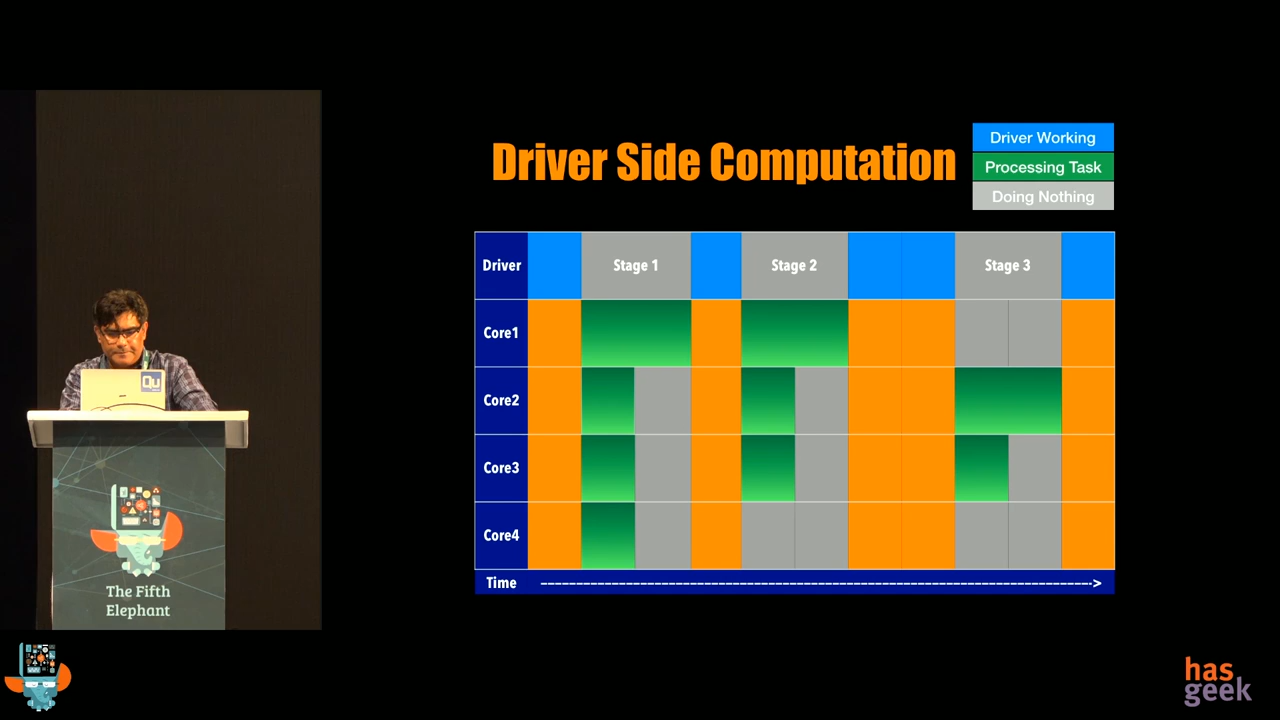 Driver Side Computation
Driver Working
Processing Task
Doing Nothing
Driver
Stage 1
Stage 2
Stage 3
Core1
Core2
Core3
Core4
Time
Qu
The Fifth
Elephant
has
geek